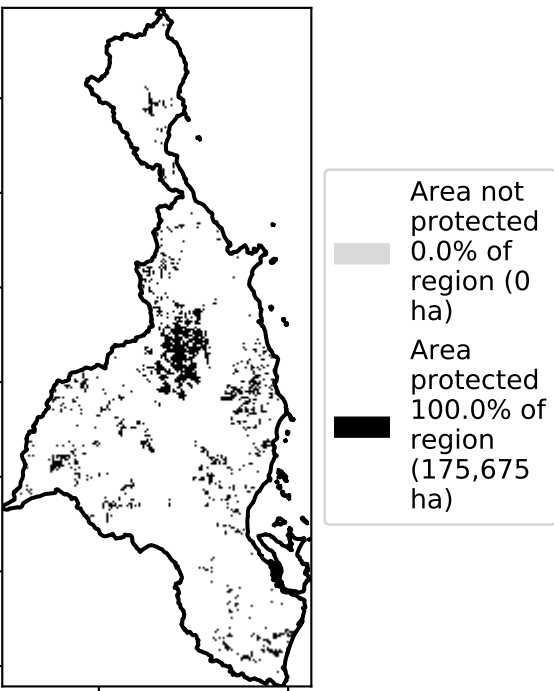 Area not
protected
0.0% of
region (0
ha)
Area
protected
100.0% of
region
(175,675
ha)